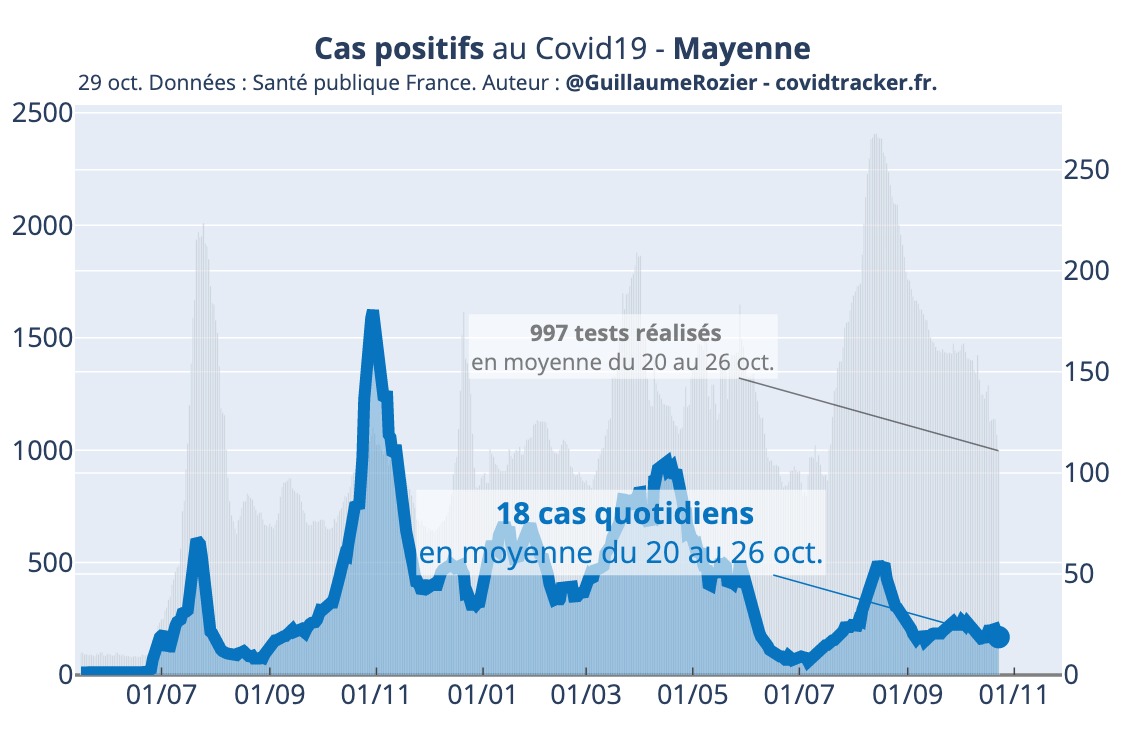 Cas positifs au Covid19 - Mayenne
29 oct. Données : Santé publique France. Auteur : @GuillaumeRozier - covidtracker.fr.
2500
2000
1500
1000
500
0
250
200
150
100
50
0
997 tests réalisés
en moyenne du 20 au 26 oct.
18 cas quotidiens
en moyenne du 20 au 26 oct.
01/07 01/09 01/11 01/01 01/03 01/05 01/07 01/09 01/11